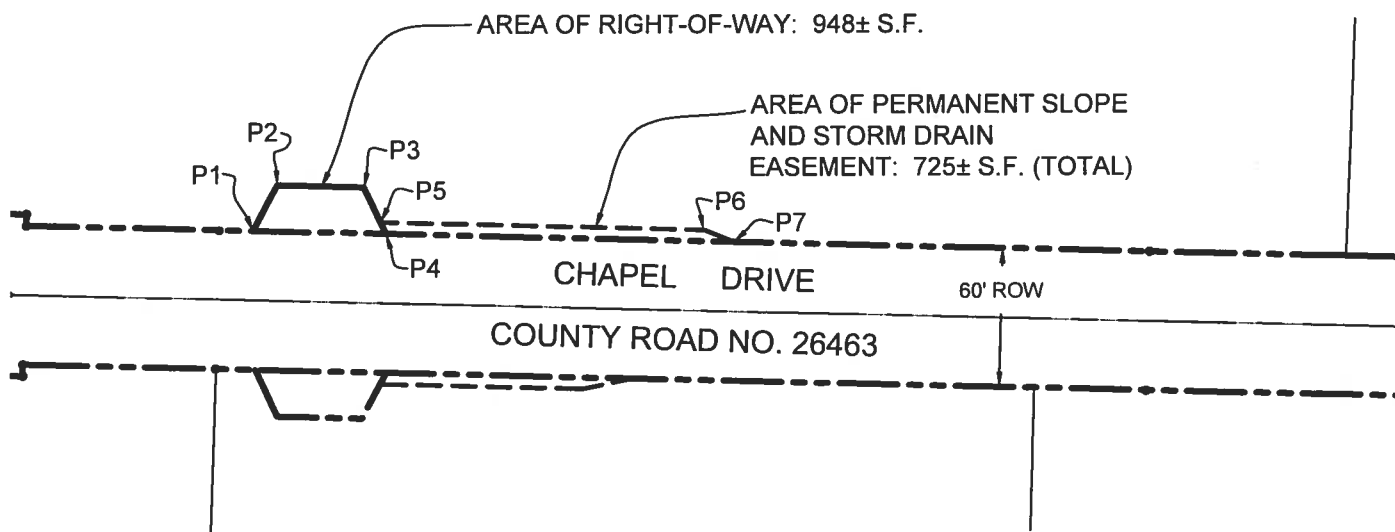 AREA OF RIGHT-OF-WAY: 948± S.F.
AREA OF PERMANENT SLOPE
AND STORM DRAIN
EASEMENT: 725± S.F. (TOTAL)
P2
P3
P1
P5
P6
P7
P4
CHAPEL DRIVE
60' ROW
COUNTY ROAD NO. 26463